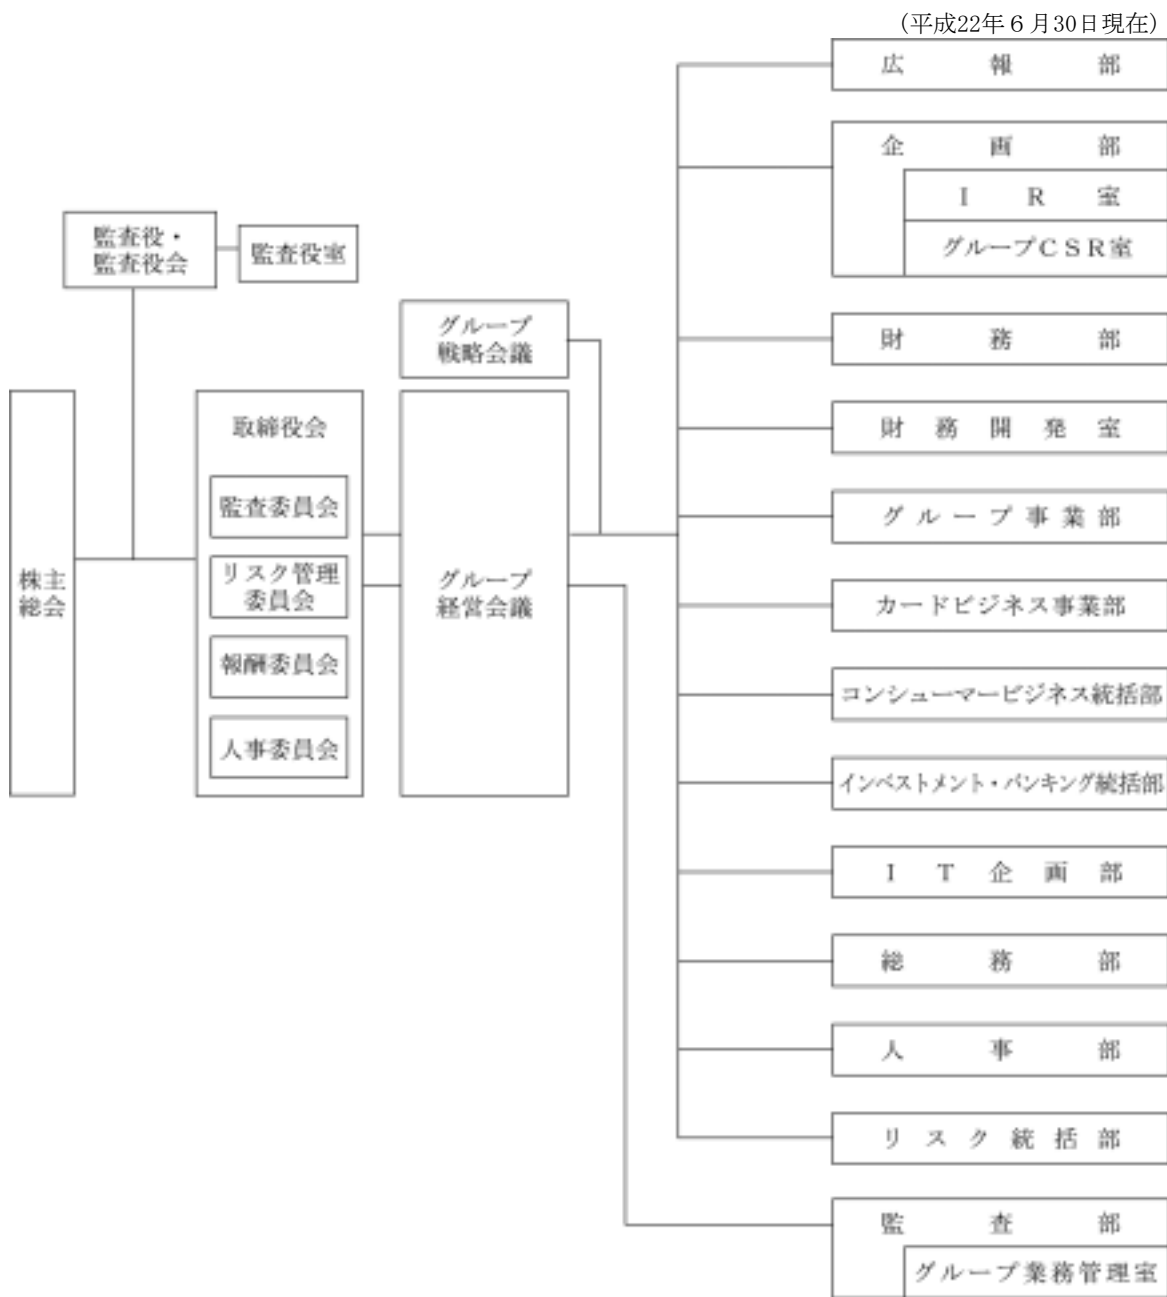 (平成22年6月30日現在)
広報部
企画部
IR室
グループCSR室
監査役・
監査役会
監査役室
グループ
戦略会議
財務部
取締役会
財務開発室
監査委員会
グループ事業部
株主
総会
リスク管理
委員会
グループ
経営会議
カードビジネス事業部
報酬委員会
コンシューマービジネス統括部
人事委員会
インベストメント・バンキング統括部
IT企画部
総務部
人事部
リスク統括部
監査部
グループ業務管理室